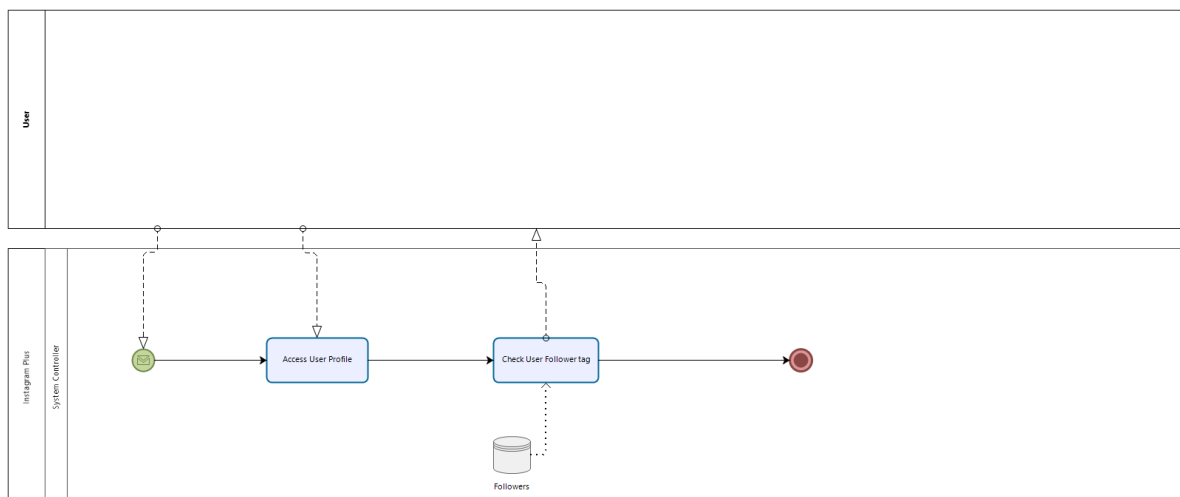 User
Instagram Plus
System Controller
Access User Profile
Check User Follower tag
Followers